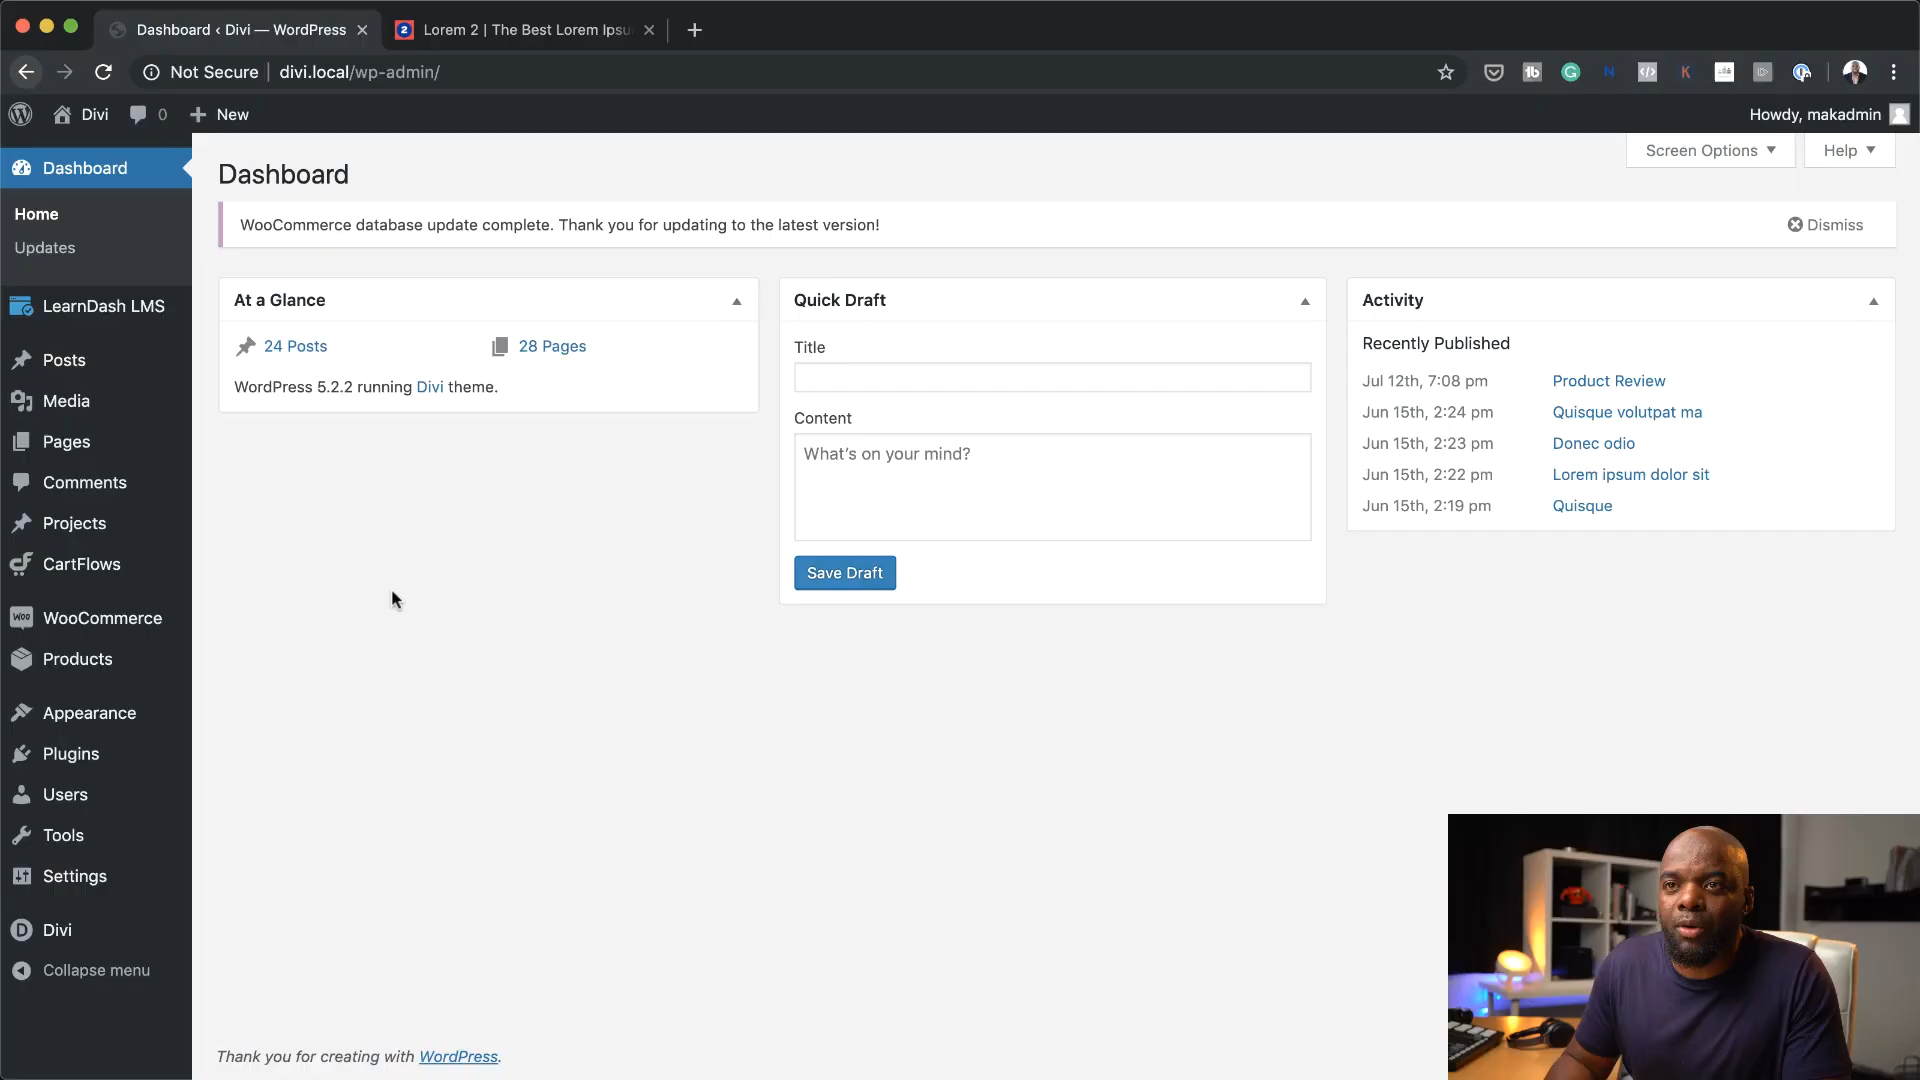 Dashboard ‹ Divi — WordPress
Lorem 2 | The Best Lorem Ipsu
Not Secure | divi.local/wp-admin/
Divi 0 New
Howdy, makadmin
Dashboard
Home
Updates
LearnDash LMS
Posts
Media
Pages
Comments
Projects
CartFlows
WooCommerce
Products
Appearance
Plugins
Users
Tools
Settings
Divi
Collapse menu
Screen Options
Help
Dashboard
WooCommerce database update complete. Thank you for updating to the latest version!
Dismiss
At a Glance
24 Posts
28 Pages
WordPress 5.2.2 running Divi theme.
Quick Draft
Title
Content
What's on your mind?
Save Draft
Activity
Recently Published
Jul 12th, 7:08 pm Product Review
Jun 15th, 2:24 pm Quisque volutpat ma
Jun 15th, 2:23 pm Donec odio
Jun 15th, 2:22 pm Lorem ipsum dolor sit
Jun 15th, 2:19 pm Quisque
Thank you for creating with WordPress.